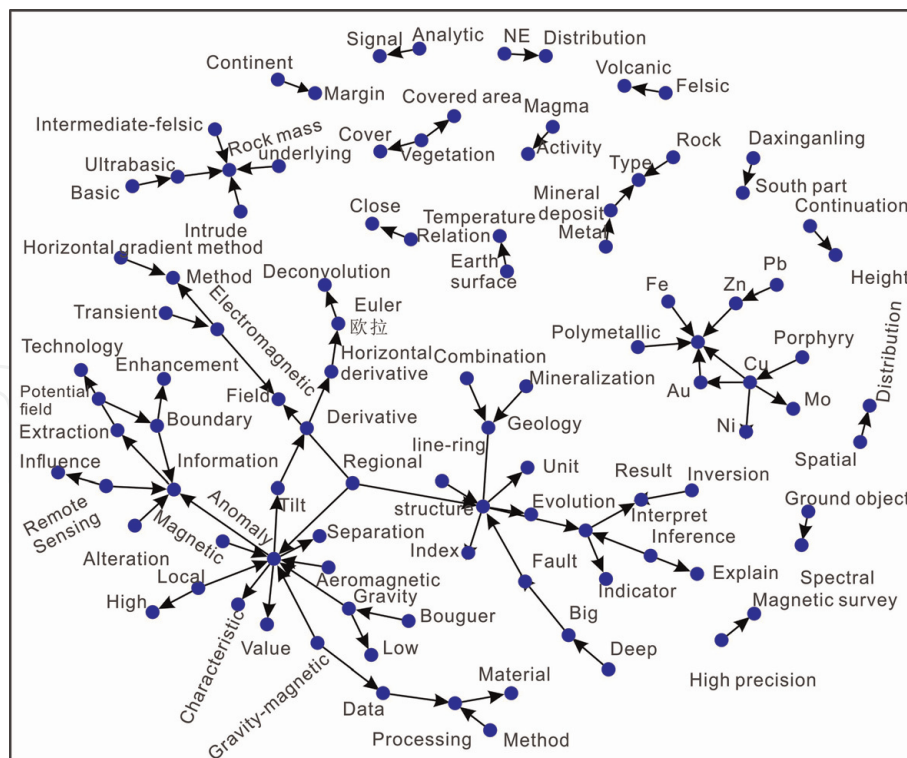 Signal
Analytic
NE
Distribution
Continent
Margin
Volcanic
Felsic
Covered area
Magma
Intermediate-felsic
Rock mass
underlying
Cover
Vegetation
Activity
Type
Rock
Daxinganling
Ultrabasic
Basic
South part
Mineral
deposit
Metal
Continuation
Close
Relation
Temperature
Earth
surface
Intrude
Horizontal gradient method
Method
Height
Deconvolution
Euler
欧拉
Electromagnetic
Transient
Fe
Zn
Pb
Polymetallic
Porphyry
Cu
Au
Mo
Ni
Distribution
Spatial
Technology
Enhancement
Horizontal
derivative
Combination
Mineralization
Potential
field
Boundary
Field
Derivative
Geology
Extraction
Information
Regional
line-ring
Unit
Result
Inversion
Influence
Remote
Sensing
Anomaly
Tilt
structure
Evolution
Interpret
Ground object
Magnetic
Separation
Index
Inference
Alteration
Local
High
Aeromagnetic
Gravity
Fault
Indicator
Explain
Spectral
Magnetic survey
Bouguer
Big
Characteristic
Value
Low
Deep
High precision
Gravity-magnetic
Data
Material
Processing
Method